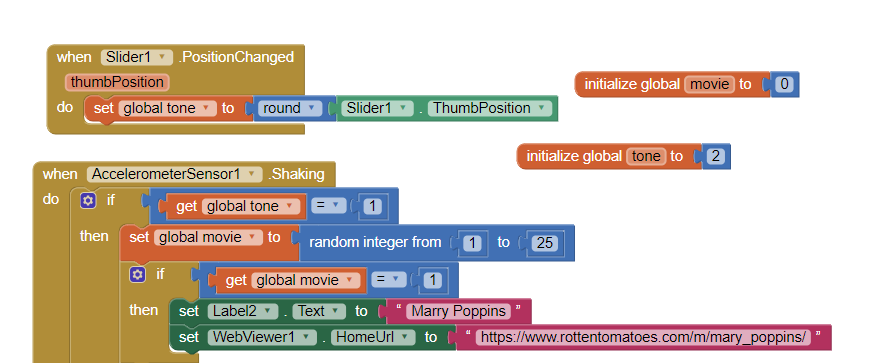 when Slider1 .PositionChanged
thumbPosition
do set global tone to round Slider1 . ThumbPosition
initialize global movie to 0
initialize global tone to 2
when AccelerometerSensor1 .Shaking
do if get global tone = 1
then set global movie to random integer from 1 to 25
if get global movie = 1
then set Label2 . Text to “ Marry Poppins ”
set WebViewer1 . HomeUrl to “ https://www.rottentomatoes.com/m/mary_poppins/ ”